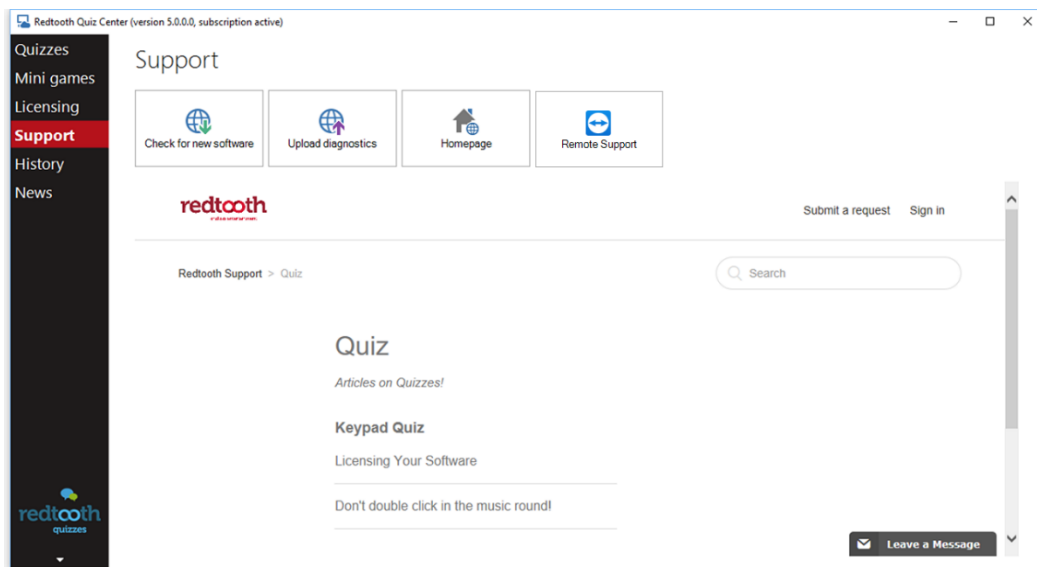 Redtooth Quiz Center (version 5.0.0.0, subscription active)
Quizzes
Mini games
Licensing
Support
History
News
redtooth
quizzes
Support
Check for new software
Upload diagnostics
Homepage
Remote Support
redtooth
Submit a request
Sign in
Redtooth Support > Quiz
Search
Quiz
Articles on Quizzes!
Keypad Quiz
Licensing Your Software
Don't double click in the music round!
Leave a Message